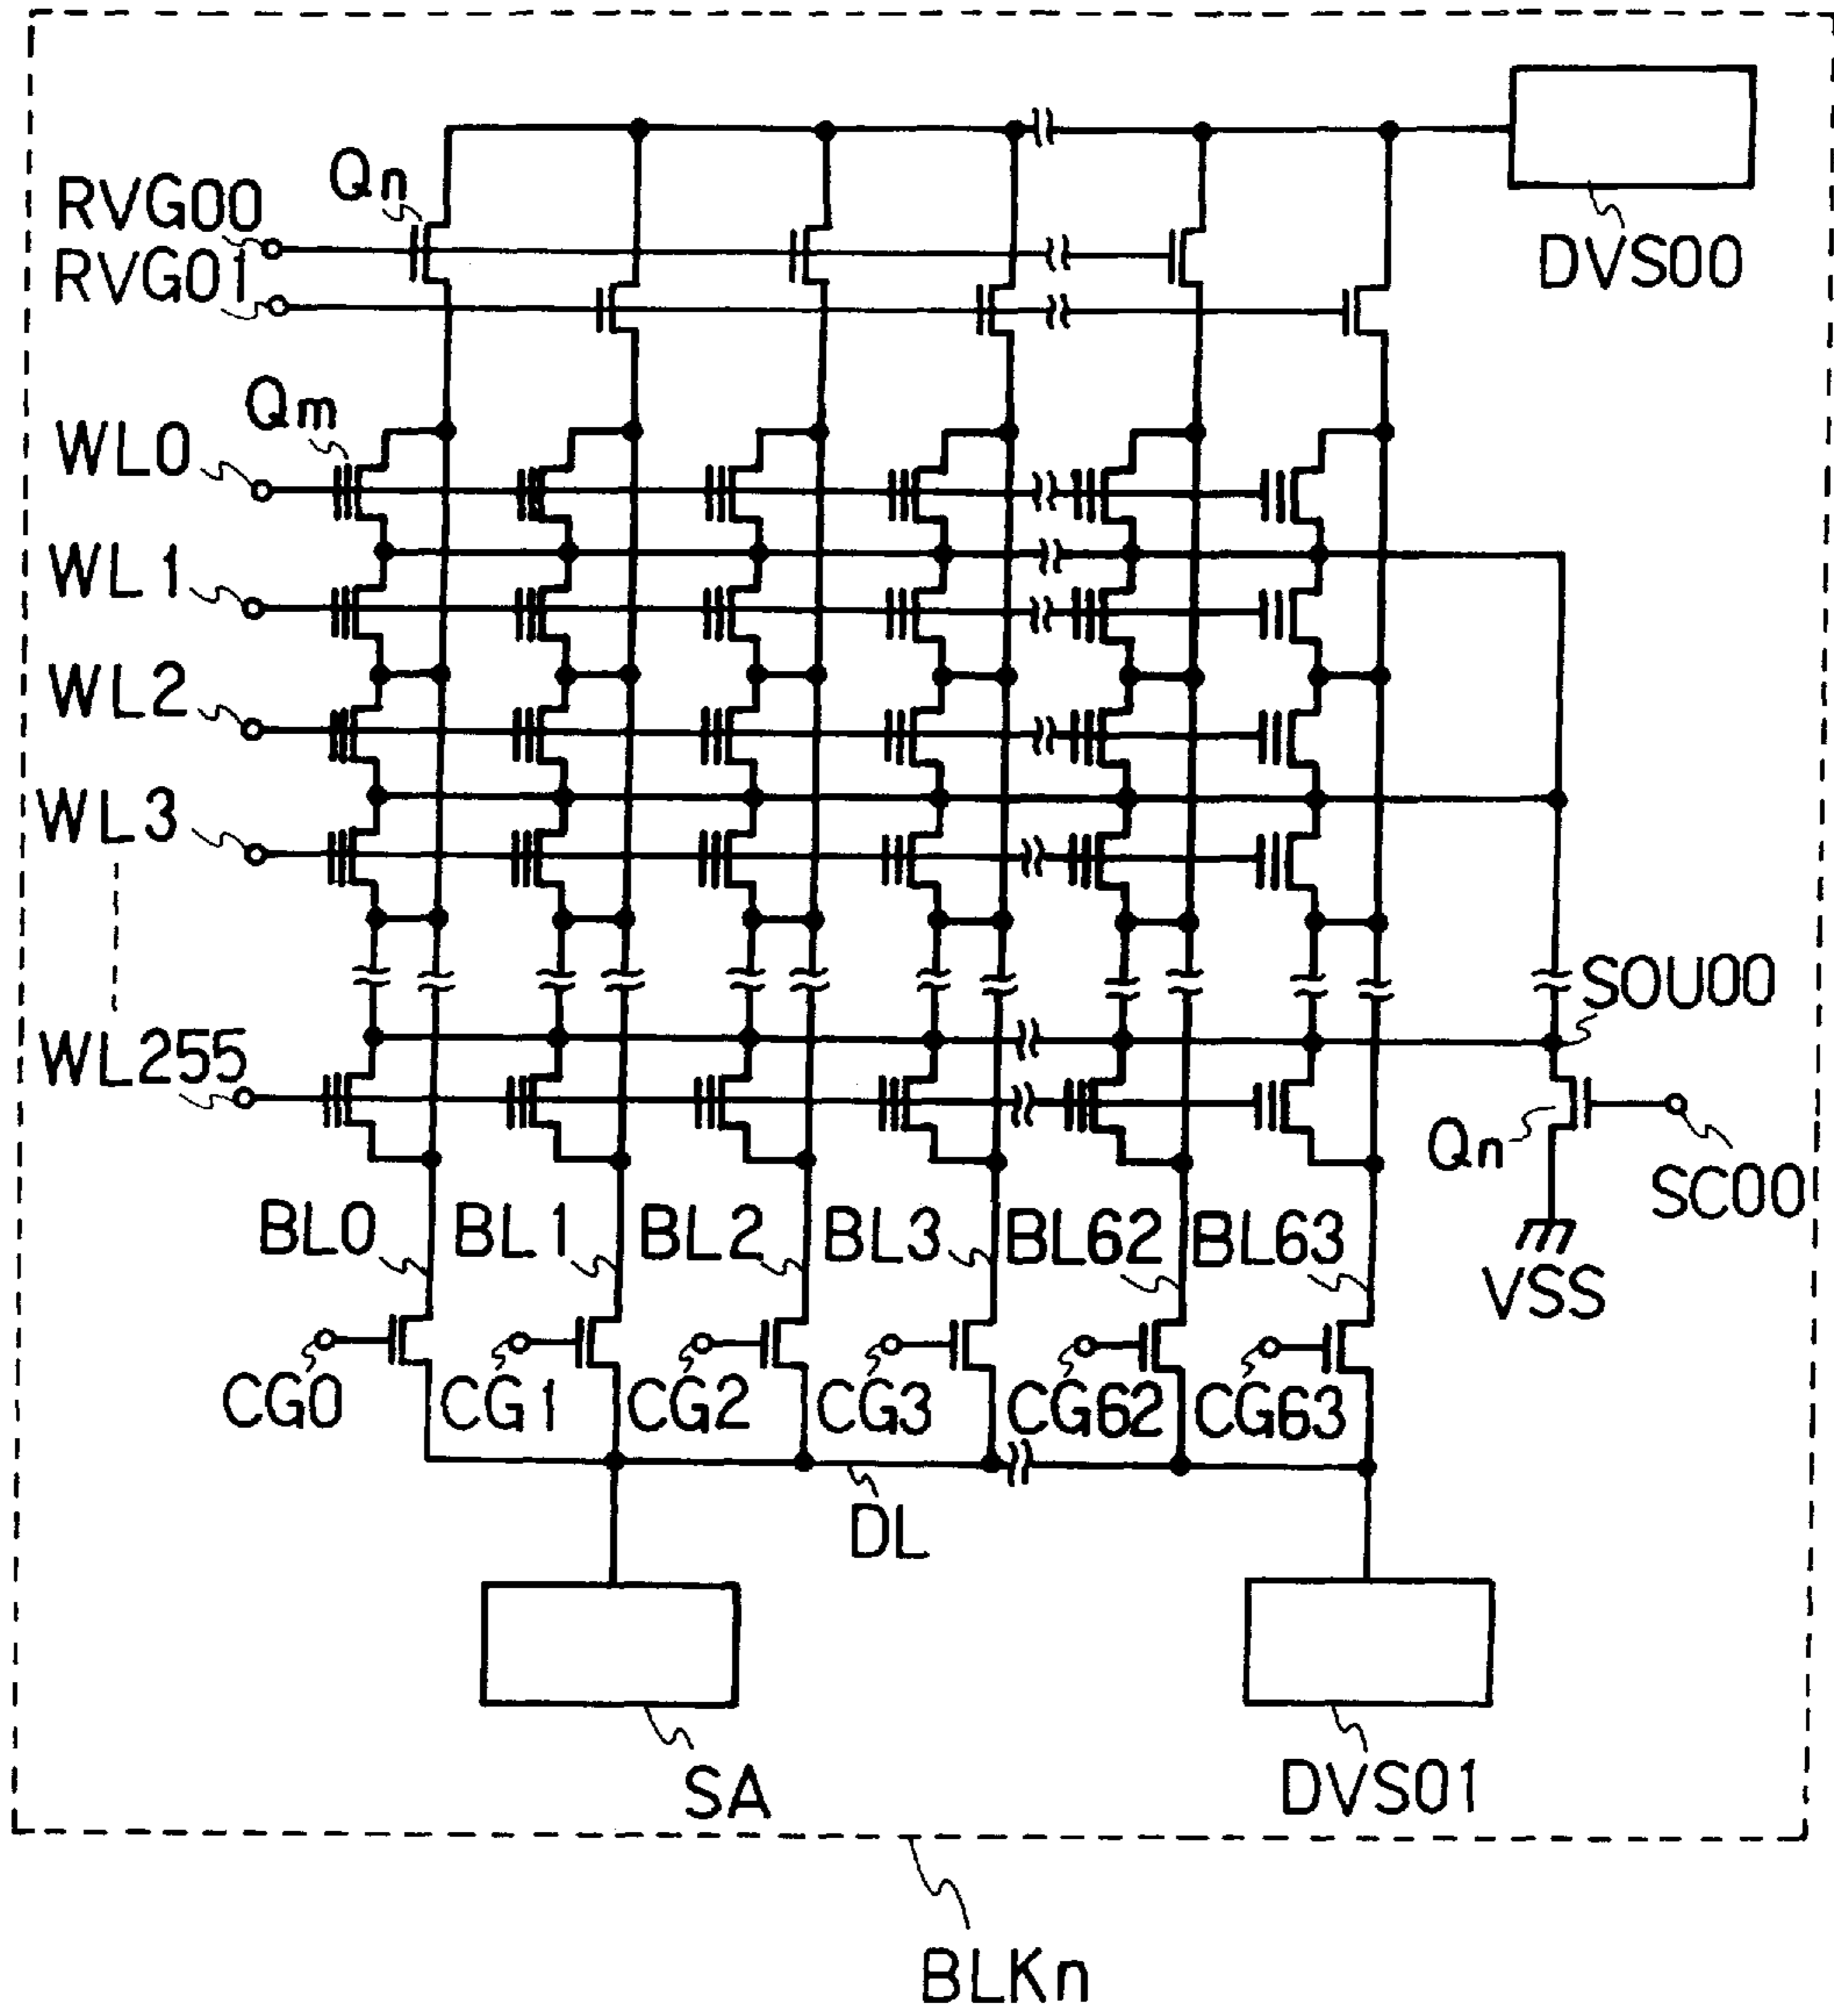 Qn
RVG00
RVG01
DVS00
Qm
WL0
WL1
WL2
WL3
SOU00
WL255
Qn
SC00
BL0 BL1 BL2 BL3 BL62 BL63
VSS
CG0 CG1 CG2 CG3 CG62 CG63
DL
SA
DVS01
BLKn